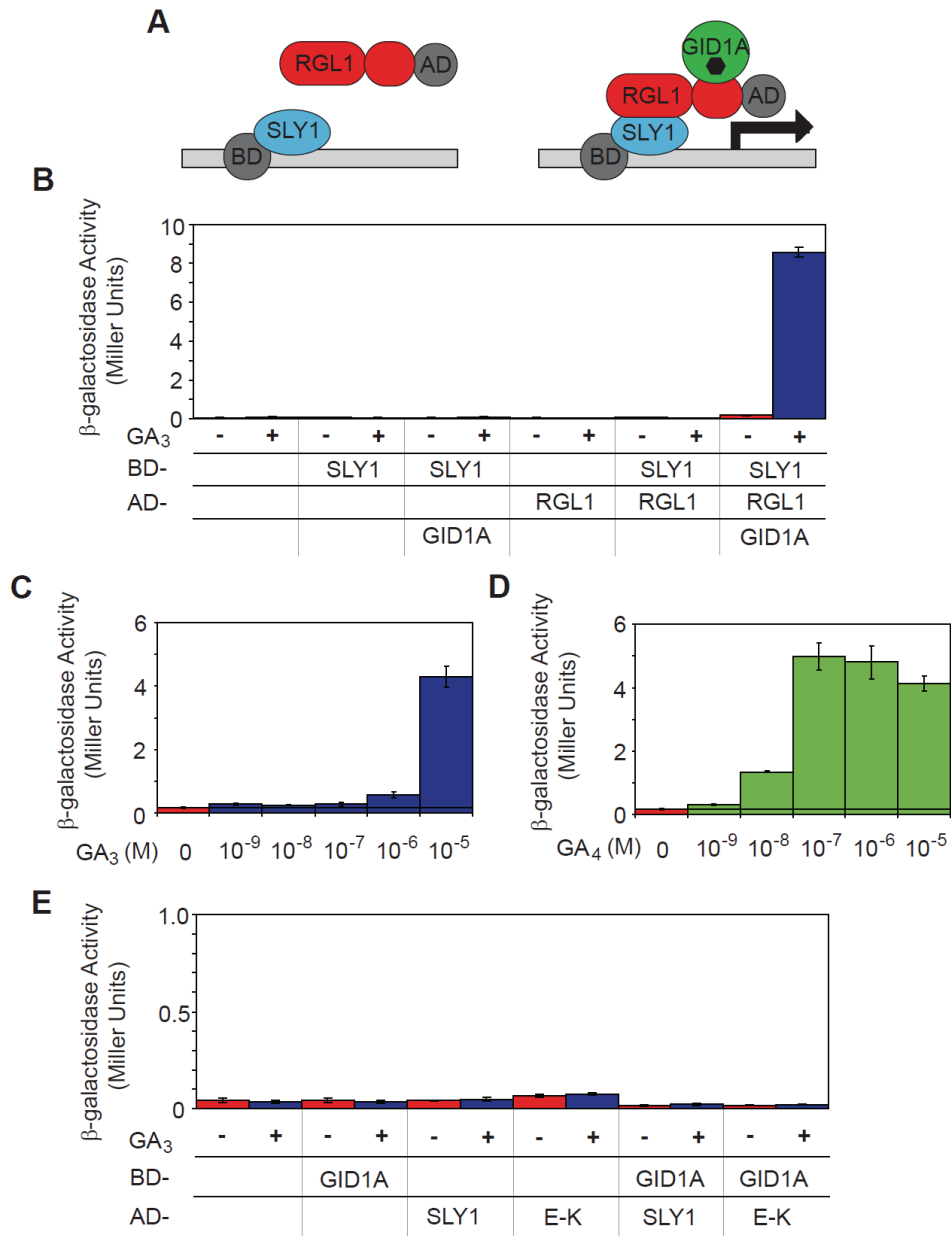 A
RGL1 AD
SLY1
BD
GID1A
RGL1 AD
SLY1
BD
B
β-galactosidase Activity
(Miller Units)
10
8
6
4
2
0
GA3 - + - + - + - + - + - +
BD- SLY1 SLY1 SLY1 SLY1
AD- RGL1 RGL1 RGL1
GID1A GID1A
C
β-galactosidase Activity
(Miller Units)
6
4
2
0
GA3 (M) 0 10-9 10-8 10-7 10-6 10-5
D
β-galactosidase Activity
(Miller Units)
6
4
2
0
GA4 (M) 0 10-9 10-8 10-7 10-6 10-5
E
β-galactosidase Activity
(Miller Units)
1.0
0.5
0
GA3 - + - + - + - + - + - +
BD- GID1A GID1A GID1A
AD- SLY1 E-K SLY1 E-K